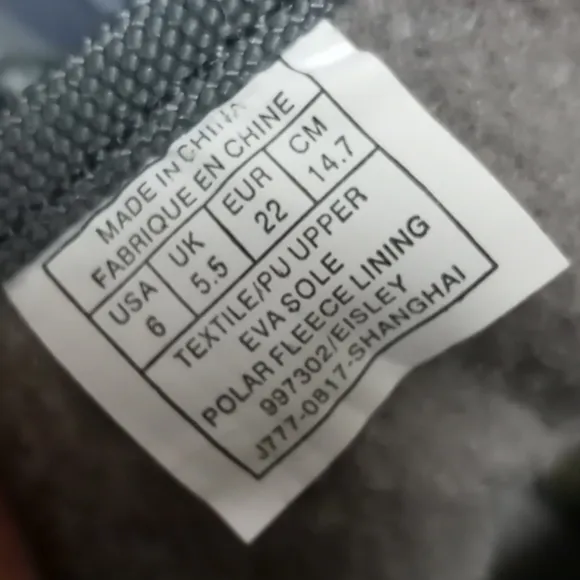 MADE IN CHINA
FABRIQUE EN CHINE
USA UK EUR CM
6 5.5 22 14.7
TEXTILE/PU UPPER
EVA SOLE
POLAR FLEECE LINING
997302/EISLEY
J777-0817-SHANGHAI